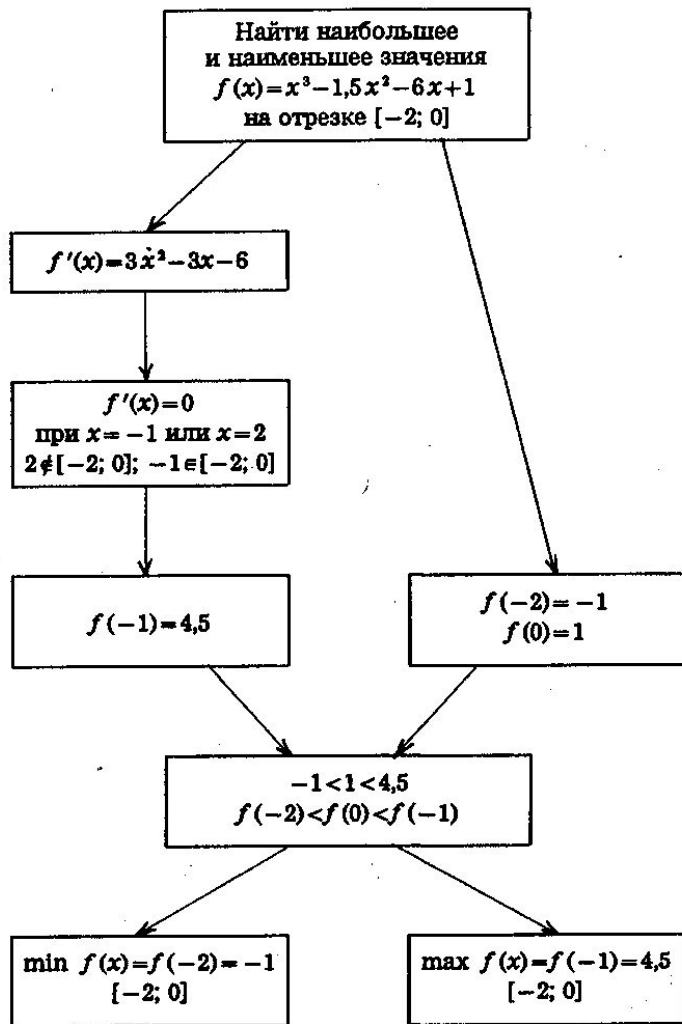 Найти наибольшее
и наименьшее значения
f(x)=x³−1,5x²−6x+1
на отрезке [−2; 0]
f′(x)=3x²−3x−6
f′(x)=0
при x=−1 или x=2
2∉[−2; 0]; −1∈[−2; 0]
f(−1)=4,5
f(−2)=−1
f(0)=1
−1<1<4,5
f(−2)<f(0)<f(−1)
min f(x)=f(−2)=−1
[−2; 0]
max f(x)=f(−1)=4,5
[−2; 0]